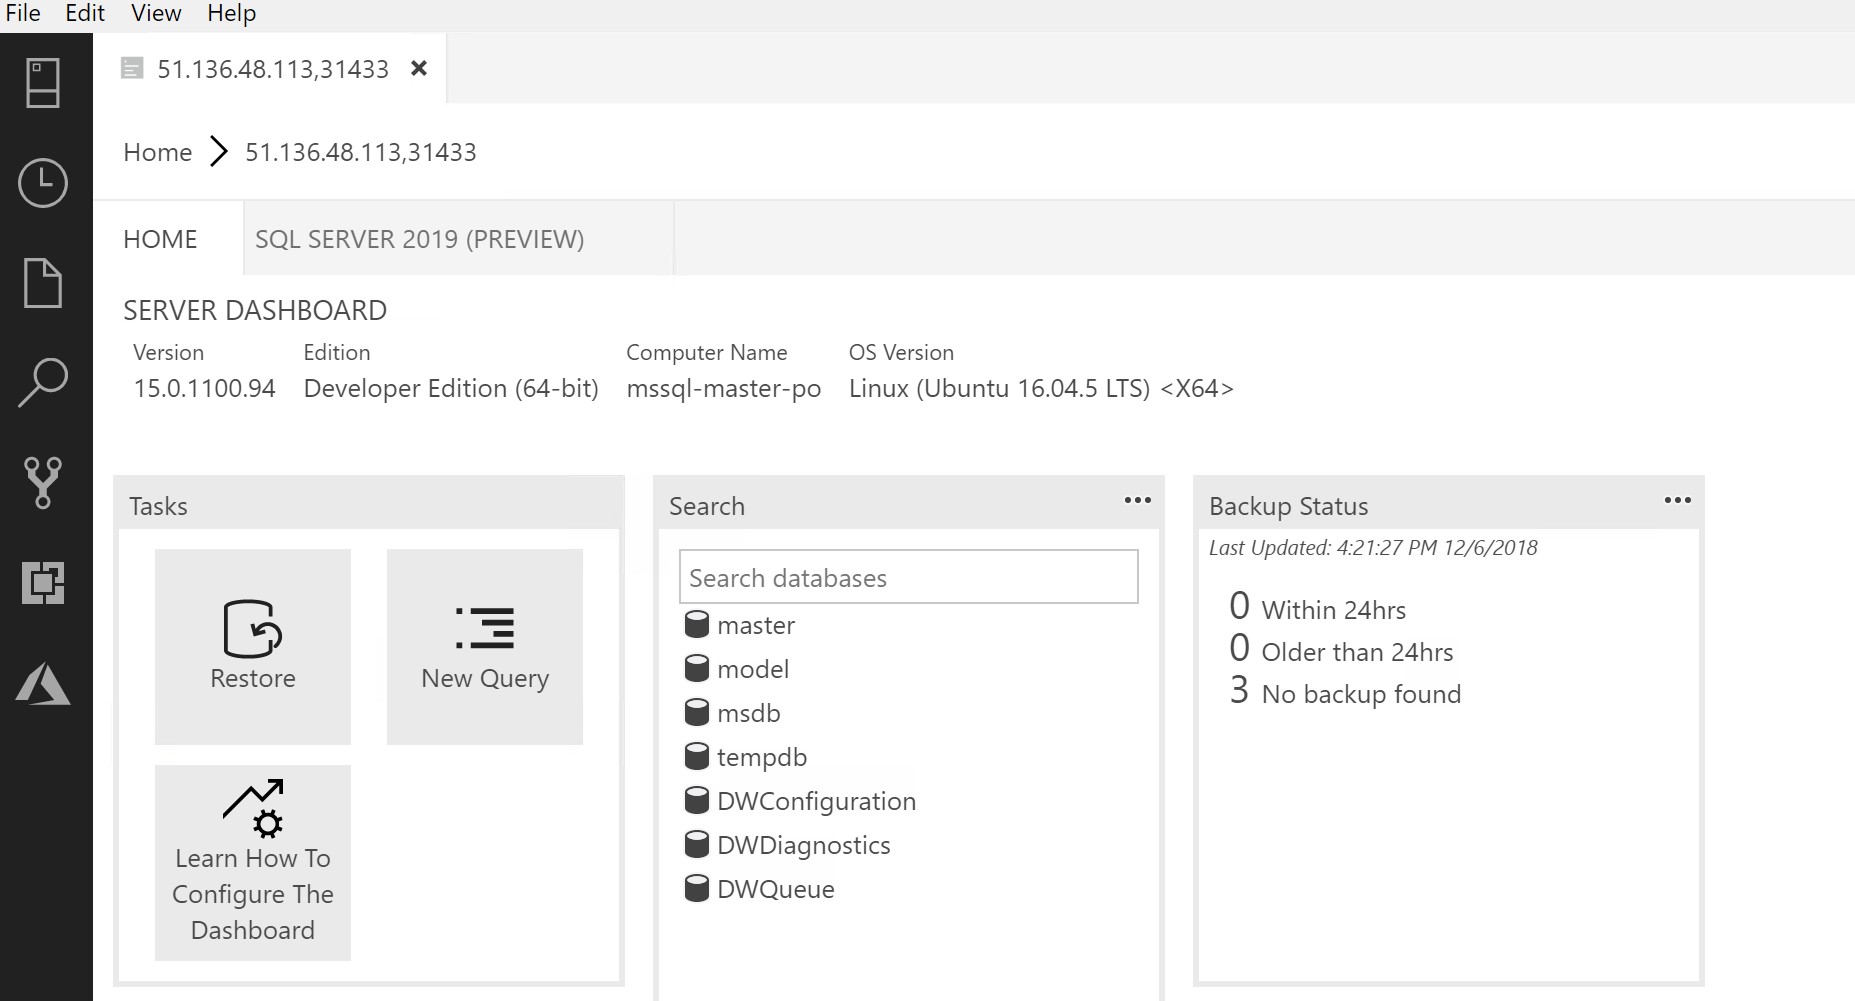 File Edit View Help
51.136.48.113,31433
Home 51.136.48.113,31433
HOME SQL SERVER 2019 (PREVIEW)
SERVER DASHBOARD
Version Edition Computer Name OS Version
15.0.1100.94 Developer Edition (64-bit) mssql-master-po Linux (Ubuntu 16.04.5 LTS) <X64>
Tasks
Restore
New Query
Learn How To
Configure The
Dashboard
Search
Search databases
master
model
msdb
tempdb
DWConfiguration
DWDiagnostics
DWQueue
Backup Status
Last Updated: 4:21:27 PM 12/6/2018
0 Within 24hrs
0 Older than 24hrs
3 No backup found